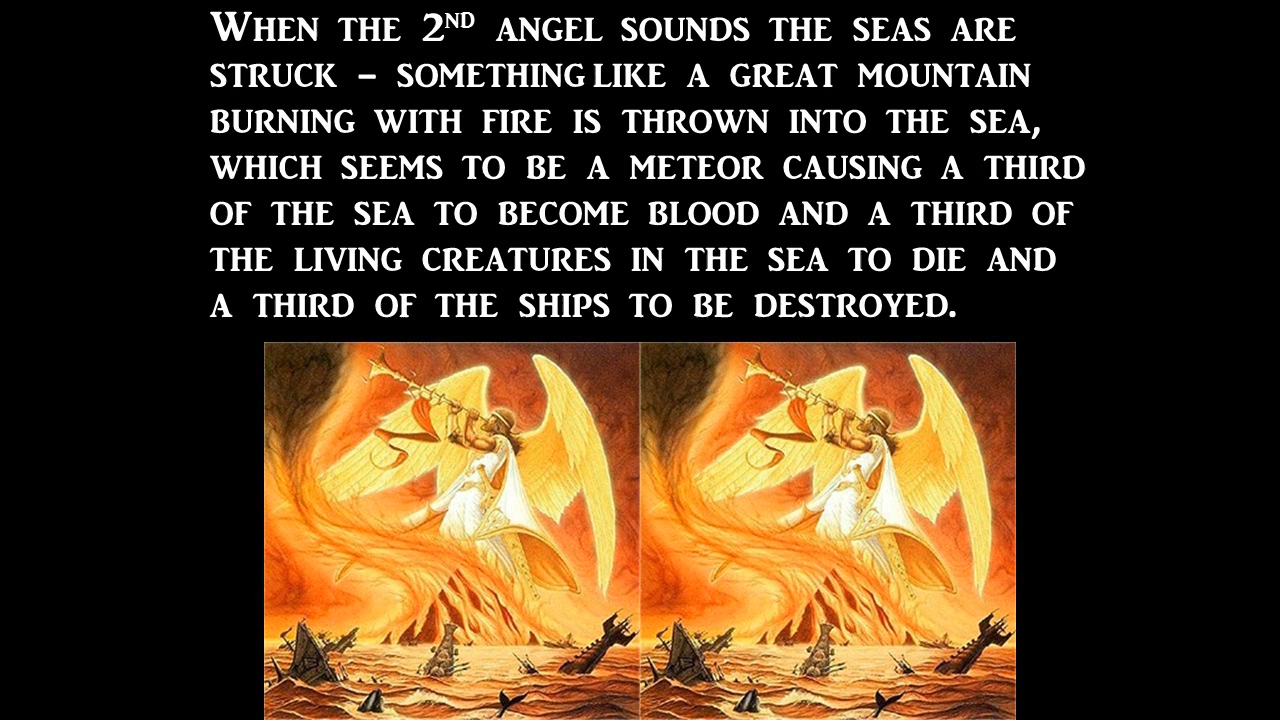 When the 2nd angel sounds the seas are
struck – something like a great mountain
burning with fire is thrown into the sea,
which seems to be a meteor causing a third
of the sea to become blood and a third of
the living creatures in the sea to die and
a third of the ships to be destroyed.